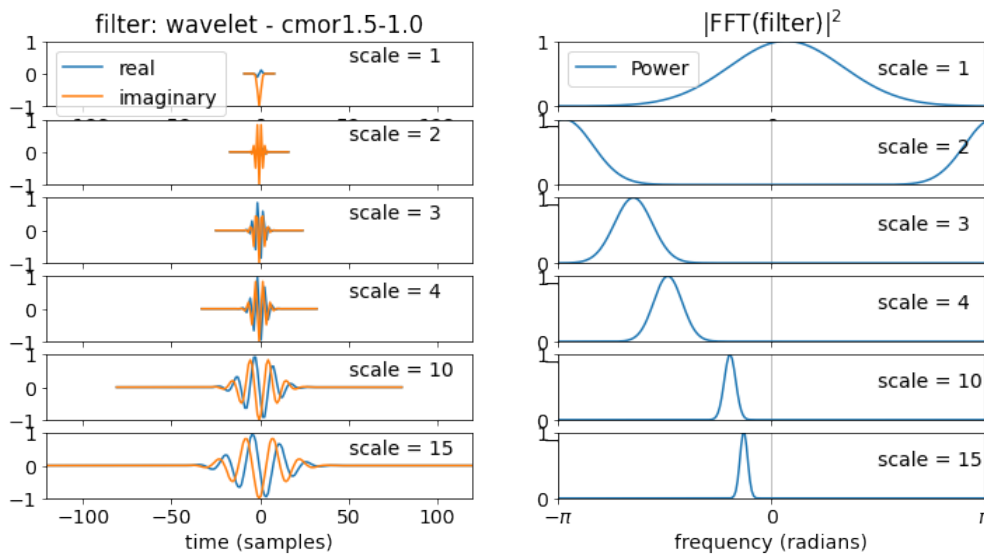 filter: wavelet - cmor1.5-1.0
real
imaginary
scale = 1
1
0
−1
scale = 2
1
0
−1
scale = 3
1
0
−1
scale = 4
1
0
−1
scale = 10
1
0
−1
scale = 15
1
0
−1
−100 −50 0 50 100
time (samples)
|FFT(filter)|²
Power
scale = 1
1
0
scale = 2
1
0
scale = 3
1
0
scale = 4
1
0
scale = 10
1
0
scale = 15
1
0
−π 0 π
frequency (radians)